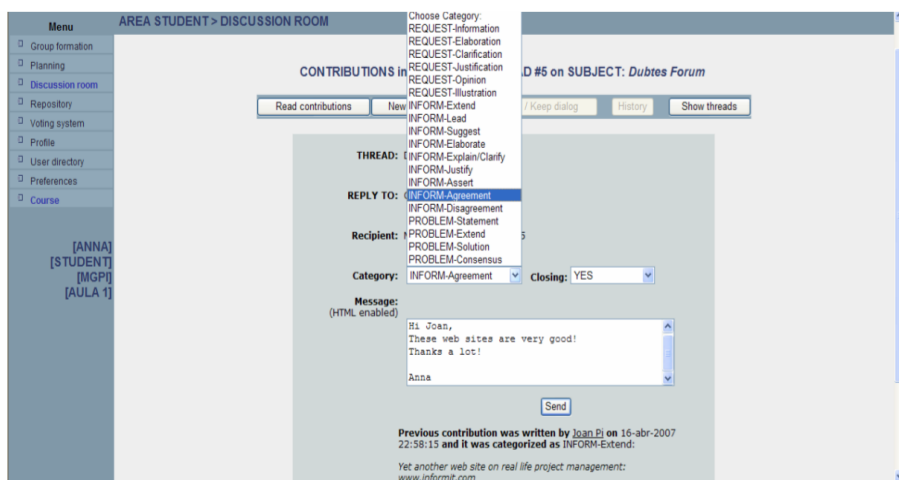 Menu
Group formation
Planning
Discussion room
Repository
Voting system
Profile
User directory
Preferences
Course
[ANNA]
[STUDENT]
[MGPI]
[AULA 1]
AREA STUDENT > DISCUSSION ROOM
CONTRIBUTIONS in D #5 on SUBJECT: Dubtes Forum
Read contributions New / Keep dialog History Show threads
Choose Category:
REQUEST-Information
REQUEST-Elaboration
REQUEST-Clarification
REQUEST-Justification
REQUEST-Opinion
REQUEST-Illustration
INFORM-Extend
INFORM-Lead
INFORM-Suggest
INFORM-Elaborate
INFORM-Explain/Clarify
INFORM-Justify
INFORM-Assert
INFORM-Agreement
INFORM-Disagreement
PROBLEM-Statement
PROBLEM-Extend
PROBLEM-Solution
PROBLEM-Consensus
THREAD:
REPLY TO:
Recipient: 5
Category: INFORM-Agreement Closing: YES
Message:
(HTML enabled)
Hi Joan,
These web sites are very good!
Thanks a lot!
Anna
Send
Previous contribution was written by Joan Pi on 16-abr-2007
22:58:15 and it was categorized as INFORM-Extend:
Yet another web site on real life project management:
www.informit.com